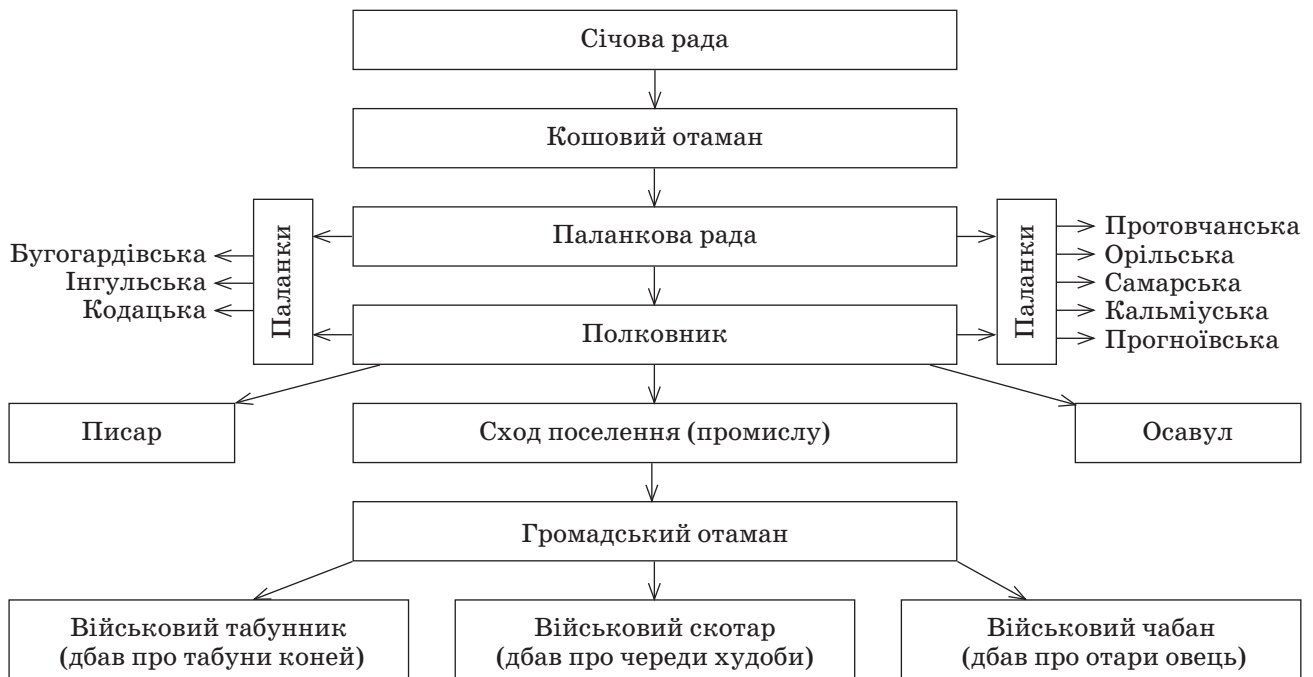 Січова рада
Кошовий отаман
Паланкова рада
Паланки
Бугогардівська
Інгульська
Кодацька
Паланки
Протовчанська
Орільська
Самарська
Кальміуська
Прогноївська
Полковник
Писар
Сход поселення (промислу)
Осавул
Громадський отаман
Військовий табунник
(дбав про табуни коней)
Військовий скотар
(дбав про череди худоби)
Військовий чабан
(дбав про отари овець)